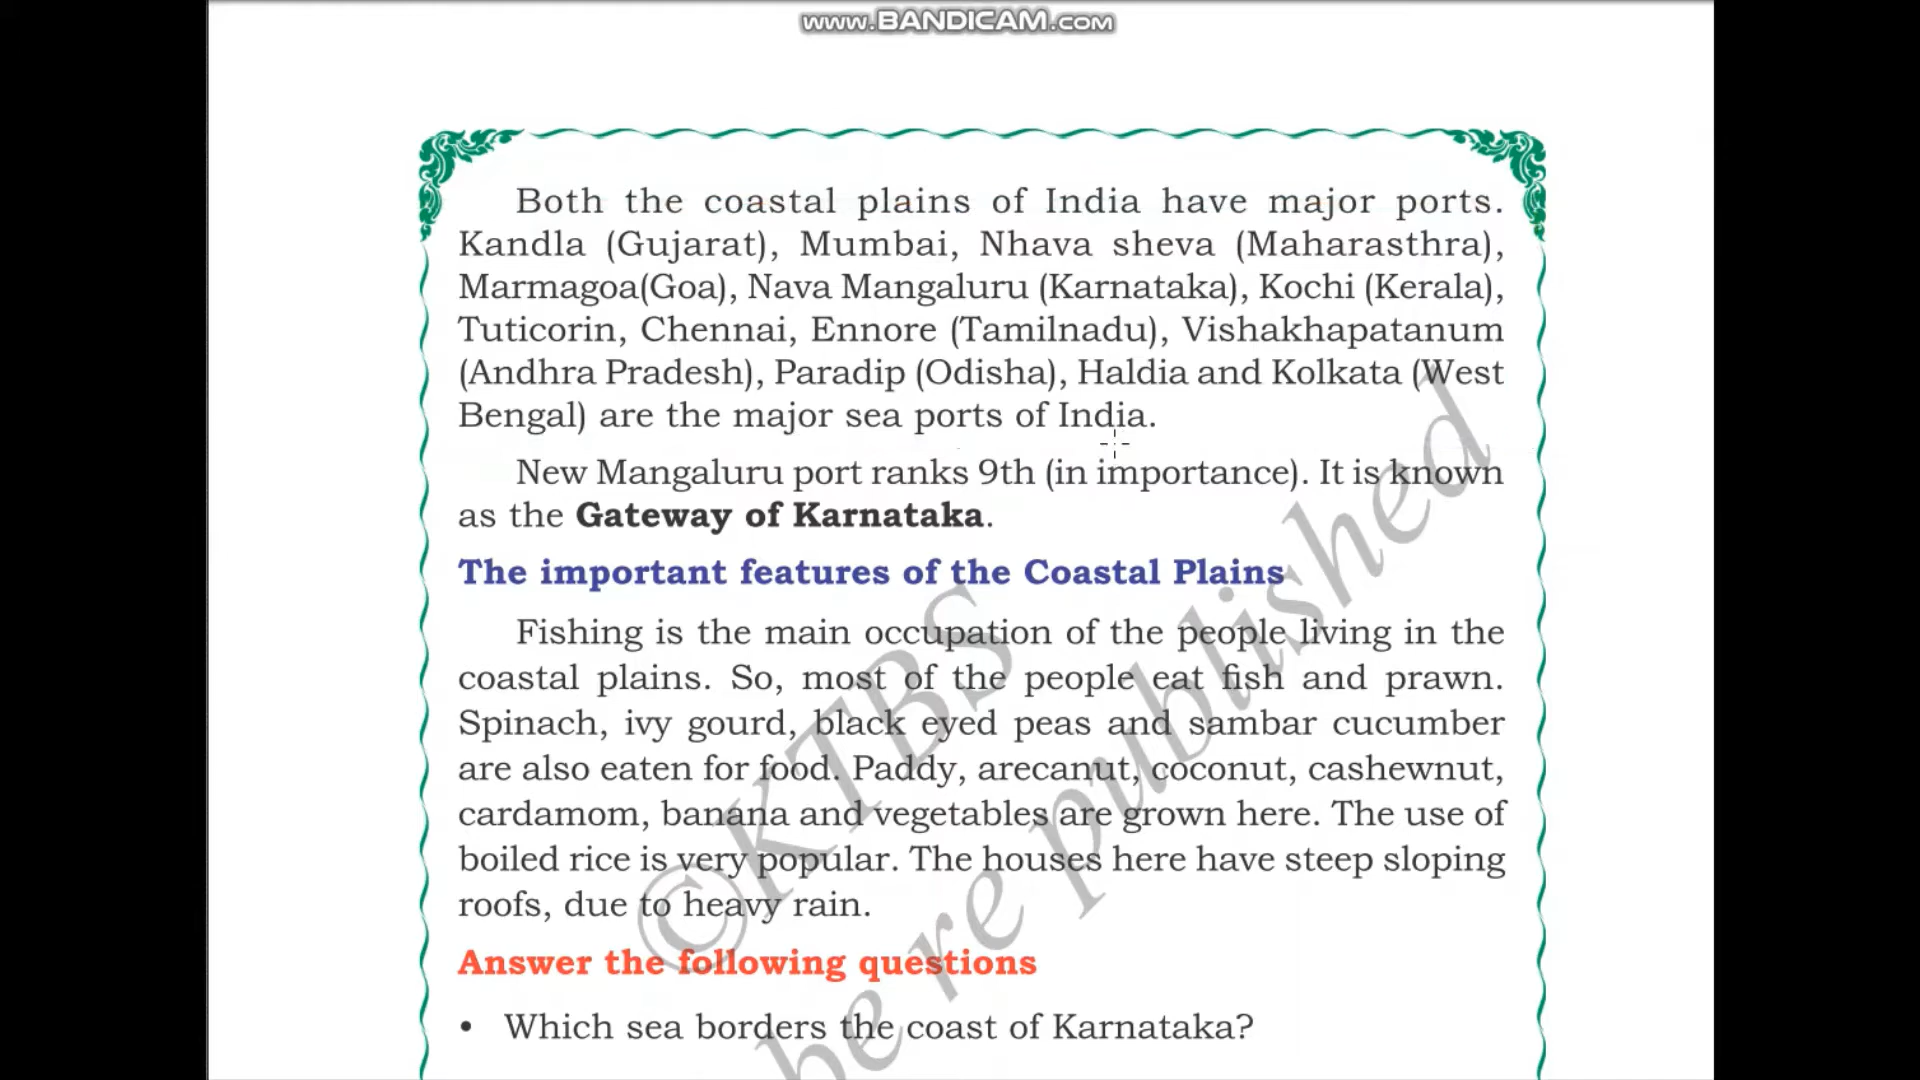 www.BANDICAM.com
Both the coastal plains of India have major ports.
Kandla (Gujarat), Mumbai, Nhava sheva (Maharasthra),
Marmagoa(Goa), Nava Mangaluru (Karnataka), Kochi (Kerala),
Tuticorin, Chennai, Ennore (Tamilnadu), Vishakhapatanum
(Andhra Pradesh), Paradip (Odisha), Haldia and Kolkata (West
Bengal) are the major sea ports of India.
New Mangaluru port ranks 9th (in importance). It is known
as the Gateway of Karnataka.
The important features of the Coastal Plains
Fishing is the main occupation of the people living in the
coastal plains. So, most of the people eat fish and prawn.
Spinach, ivy gourd, black eyed peas and sambar cucumber
are also eaten for food. Paddy, arecanut, coconut, cashewnut,
cardamom, banana and vegetables are grown here. The use of
boiled rice is very popular. The houses here have steep sloping
roofs, due to heavy rain.
Answer the following questions
• Which sea borders the coast of Karnataka?
©KTBS
be re published